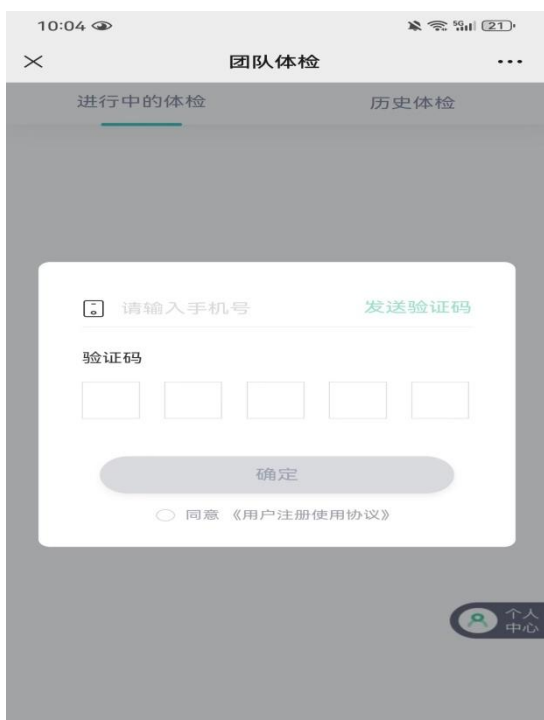 10:04
5G
21
团队体检
进行中的体检 历史体检
请输入手机号 发送验证码
验证码
确定
同意 《用户注册使用协议》
个人
中心